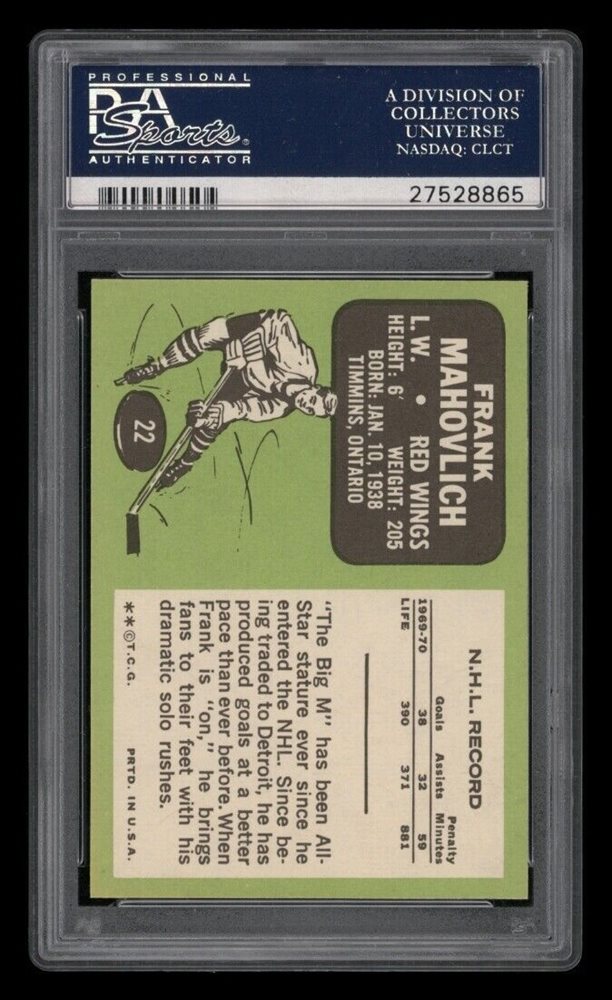 PROFESSIONAL
PSA
Sports
AUTHENTICATOR
A DIVISION OF
COLLECTORS
UNIVERSE
NASDAQ: CLCT
27528865
FRANK
MAHOVLICH
L.W. • RED WINGS
HEIGHT: 6' WEIGHT: 205
BORN: JAN. 10, 1938
TIMMINS, ONTARIO
22
N.H.L. RECORD
Penalty
Goals Assists Minutes
1969-70 38 32 59
LIFE 390 371 881
"The Big M" has been All-
Star stature ever since he
entered the NHL. Since be-
ing traded to Detroit, he has
produced goals at a better
pace than ever before. When
Frank is "on," he brings
fans to their feet with his
dramatic solo rushes.
**©T.C.G. PRTD. IN U.S.A.